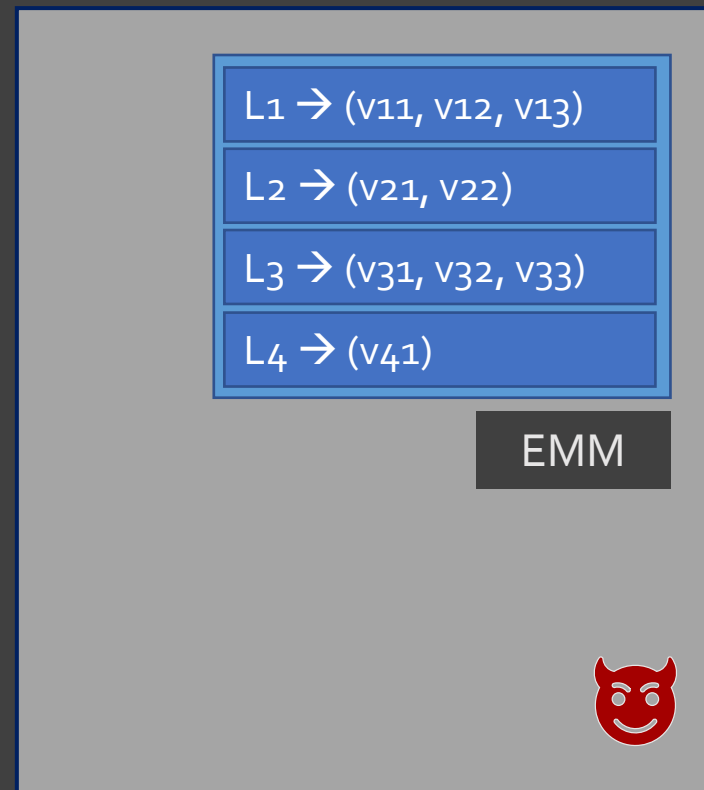 L1 → (v11, v12, v13)
L2 → (v21, v22)
L3 → (v31, v32, v33)
L4 → (v41)
EMM